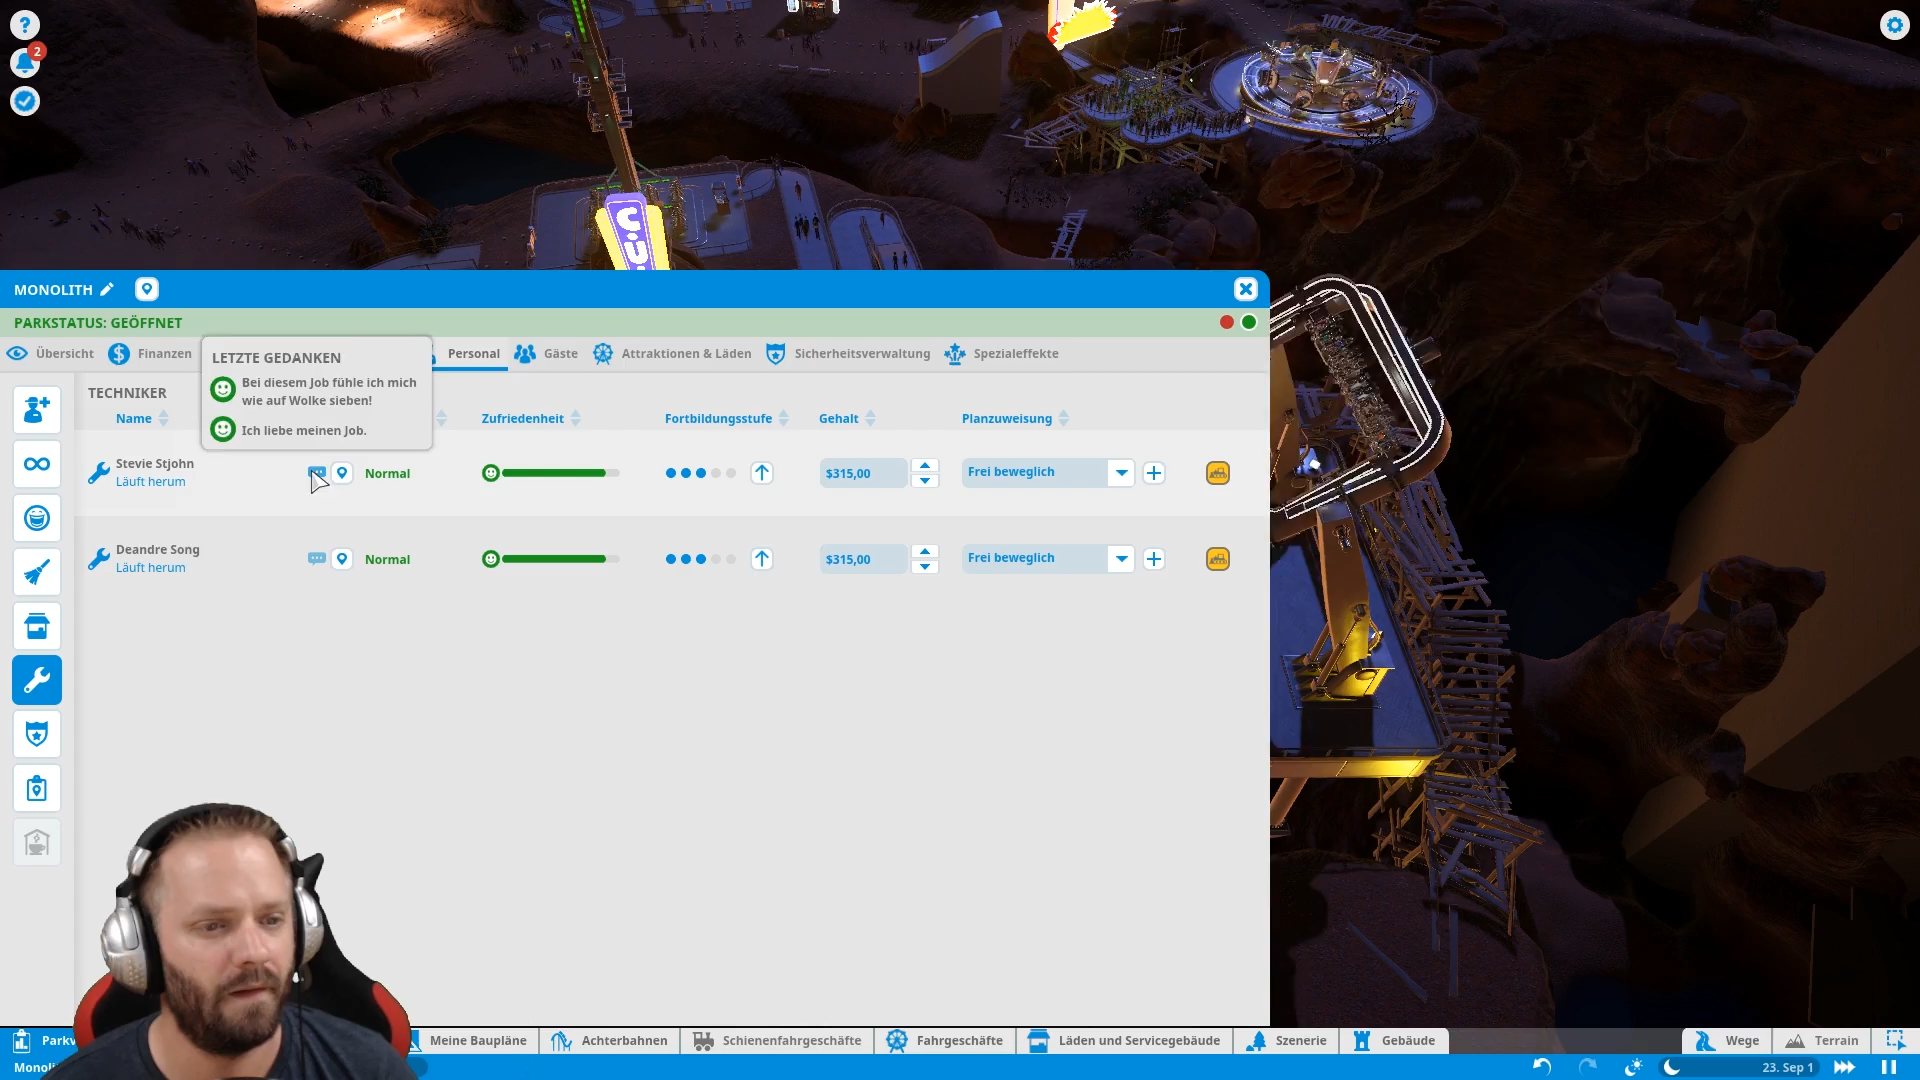 ?
2
C.U.
MONOLITH
PARKSTATUS: GEÖFFNET
Übersicht
Finanzen
Personal
Gäste
Attraktionen & Läden
Sicherheitsverwaltung
Spezialeffekte
LETZTE GEDANKEN
Bei diesem Job fühle ich mich
wie auf Wolke sieben!
Ich liebe meinen Job.
TECHNIKER
Name
Zufriedenheit
Fortbildungsstufe
Gehalt
Planzuweisung
Stevie Stjohn
Läuft herum
Normal
$315,00
Frei beweglich
Deandre Song
Läuft herum
Normal
$315,00
Frei beweglich
Meine Baupläne
Achterbahnen
Schienenfahrgeschäfte
Fahrgeschäfte
Läden und Servicegebäude
Szenerie
Gebäude
Wege
Terrain
23. Sep 1